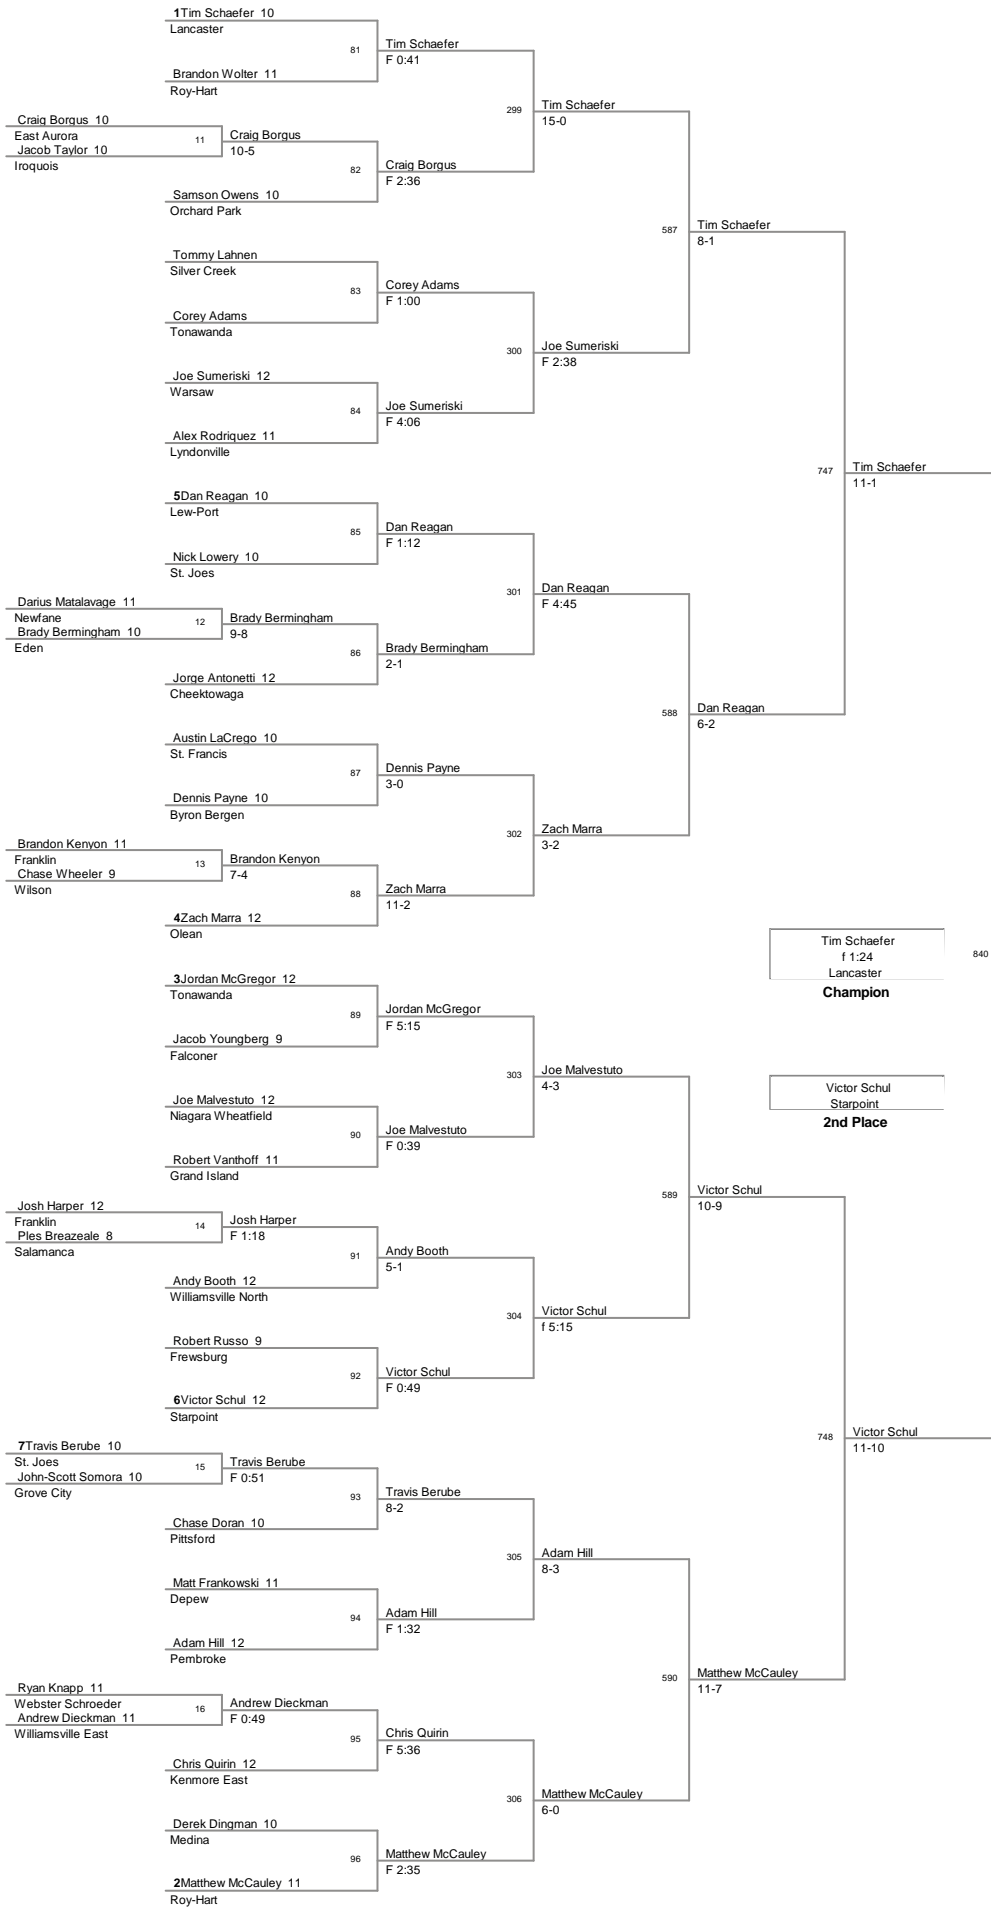 1Tim Schaefer 10
Lancaster
81
Tim Schaefer
F 0:41
Brandon Wolter 11
Roy-Hart
299
Tim Schaefer
15-0
Craig Borgus 10
East Aurora
11
Craig Borgus
10-5
Jacob Taylor 10
Iroquois
82
Craig Borgus
F 2:36
Samson Owens 10
Orchard Park
587
Tim Schaefer
8-1
Tommy Lahnen
Silver Creek
83
Corey Adams
F 1:00
Corey Adams
Tonawanda
300
Joe Sumeriski
F 2:38
Joe Sumeriski 12
Warsaw
84
Joe Sumeriski
F 4:06
Alex Rodriquez 11
Lyndonville
747
Tim Schaefer
11-1
5Dan Reagan 10
Lew-Port
85
Dan Reagan
F 1:12
Nick Lowery 10
St. Joes
301
Dan Reagan
F 4:45
Darius Matalavage 11
Newfane
12
Brady Bermingham
9-8
Brady Bermingham 10
Eden
86
Brady Bermingham
2-1
Jorge Antonetti 12
Cheektowaga
588
Dan Reagan
6-2
Austin LaCrego 10
St. Francis
87
Dennis Payne
3-0
Dennis Payne 10
Byron Bergen
302
Zach Marra
3-2
Brandon Kenyon 11
Franklin
13
Brandon Kenyon
7-4
Chase Wheeler 9
Wilson
88
Zach Marra
11-2
4Zach Marra 12
Olean
Tim Schaefer
f 1:24
Lancaster
840
Champion
3Jordan McGregor 12
Tonawanda
89
Jordan McGregor
F 5:15
Jacob Youngberg 9
Falconer
303
Joe Malvestuto
4-3
Victor Schul
Starpoint
2nd Place
Joe Malvestuto 12
Niagara Wheatfield
90
Joe Malvestuto
F 0:39
Robert Vanthoff 11
Grand Island
589
Victor Schul
10-9
Josh Harper 12
Franklin
14
Josh Harper
F 1:18
Ples Breazeale 8
Salamanca
91
Andy Booth
5-1
Andy Booth 12
Williamsville North
304
Victor Schul
f 5:15
Robert Russo 9
Frewsburg
92
Victor Schul
F 0:49
6Victor Schul 12
Starpoint
748
Victor Schul
11-10
7Travis Berube 10
St. Joes
15
Travis Berube
F 0:51
John-Scott Somora 10
Grove City
93
Travis Berube
8-2
Chase Doran 10
Pittsford
305
Adam Hill
8-3
Matt Frankowski 11
Depew
94
Adam Hill
F 1:32
Adam Hill 12
Pembroke
590
Matthew McCauley
11-7
Ryan Knapp 11
Webster Schroeder
16
Andrew Dieckman
F 0:49
Andrew Dieckman 11
Williamsville East
95
Chris Quirin
F 5:36
Chris Quirin 12
Kenmore East
306
Matthew McCauley
6-0
Derek Dingman 10
Medina
96
Matthew McCauley
F 2:35
2Matthew McCauley 11
Roy-Hart